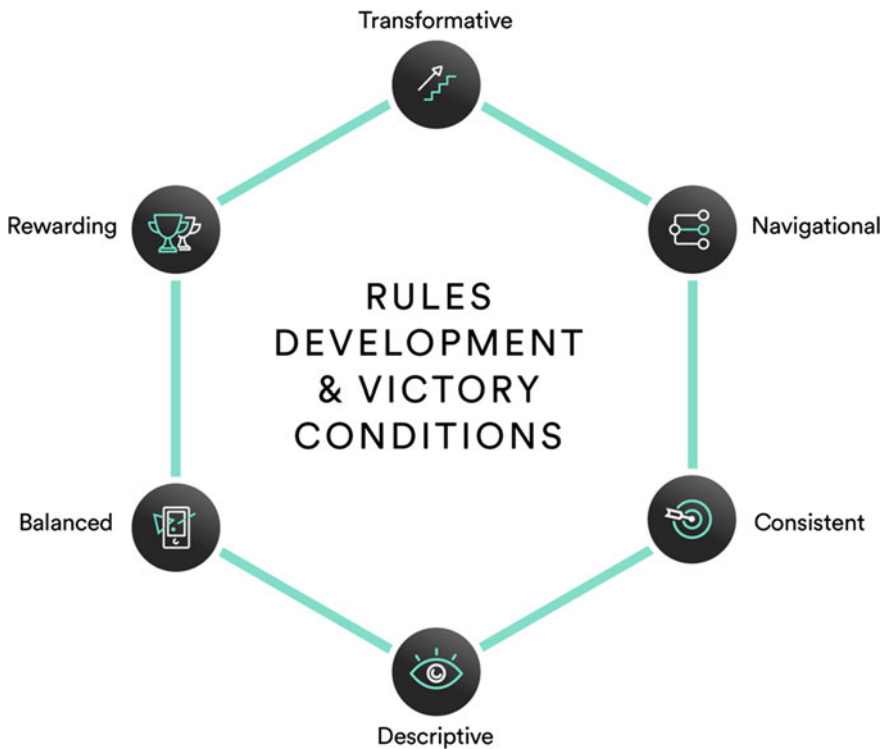 Transformative
Rewarding
Navigational
RULES
DEVELOPMENT
& VICTORY
CONDITIONS
Balanced
Consistent
Descriptive